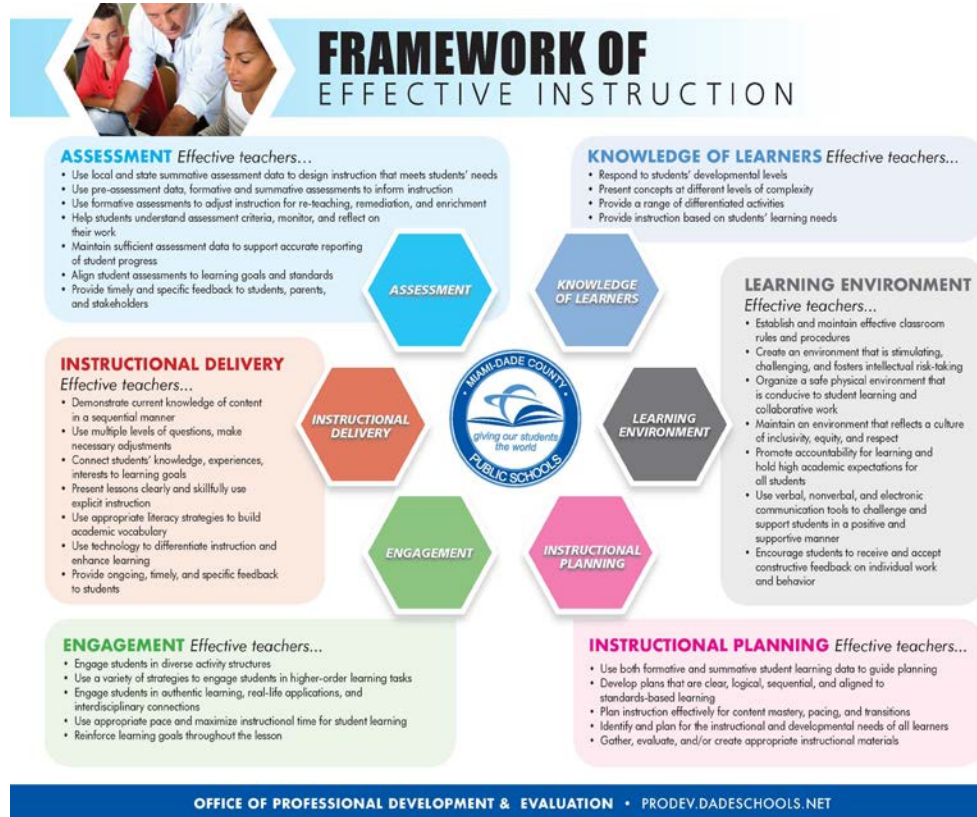 FRAMEWORK OF
EFFECTIVE INSTRUCTION
ASSESSMENT Effective teachers...
• Use local and state summative assessment data to design instruction that meets students' needs
• Use pre-assessment data, formative and summative assessments to inform instruction
• Use formative assessments to adjust instruction for re-teaching, remediation, and enrichment
• Help students understand assessment criteria, monitor, and reflect on
their work
• Maintain sufficient assessment data to support accurate reporting
of student progress
• Align student assessments to learning goals and standards
• Provide timely and specific feedback to students, parents,
and stakeholders
KNOWLEDGE OF LEARNERS Effective teachers...
• Respond to students' developmental levels
• Present concepts at different levels of complexity
• Provide a range of differentiated activities
• Provide instruction based on students' learning needs
ASSESSMENT
KNOWLEDGE
OF LEARNERS
LEARNING ENVIRONMENT
Effective teachers...
• Establish and maintain effective classroom
rules and procedures
• Create an environment that is stimulating,
challenging, and fosters intellectual risk-taking
• Organize a safe physical environment that
is conducive to student learning and
collaborative work
• Maintain an environment that reflects a culture
of inclusivity, equity, and respect
• Promote accountability for learning and
hold high academic expectations for
all students
• Use verbal, nonverbal, and electronic
communication tools to challenge and
support students in a positive and
supportive manner
• Encourage students to receive and accept
constructive feedback on individual work
and behavior
INSTRUCTIONAL DELIVERY
Effective teachers...
• Demonstrate current knowledge of content
in a sequential manner
• Use multiple levels of questions, make
necessary adjustments
• Connect students' knowledge, experiences,
interests to learning goals
• Present lessons clearly and skillfully use
explicit instruction
• Use appropriate literacy strategies to build
academic vocabulary
• Use technology to differentiate instruction and
enhance learning
• Provide ongoing, timely, and specific feedback
to students
INSTRUCTIONAL
DELIVERY
MIAMI-DADE COUNTY
giving our students
the world
PUBLIC SCHOOLS
LEARNING
ENVIRONMENT
ENGAGEMENT
INSTRUCTIONAL
PLANNING
ENGAGEMENT Effective teachers...
• Engage students in diverse activity structures
• Use a variety of strategies to engage students in higher-order learning tasks
• Engage students in authentic learning, real-life applications, and
interdisciplinary connections
• Use appropriate pace and maximize instructional time for student learning
• Reinforce learning goals throughout the lesson
INSTRUCTIONAL PLANNING Effective teachers...
• Use both formative and summative student learning data to guide planning
• Develop plans that are clear, logical, sequential, and aligned to
standards-based learning
• Plan instruction effectively for content mastery, pacing, and transitions
• Identify and plan for the instructional and developmental needs of all learners
• Gather, evaluate, and/or create appropriate instructional materials
OFFICE OF PROFESSIONAL DEVELOPMENT & EVALUATION • PRODEV.DADESCHOOLS.NET